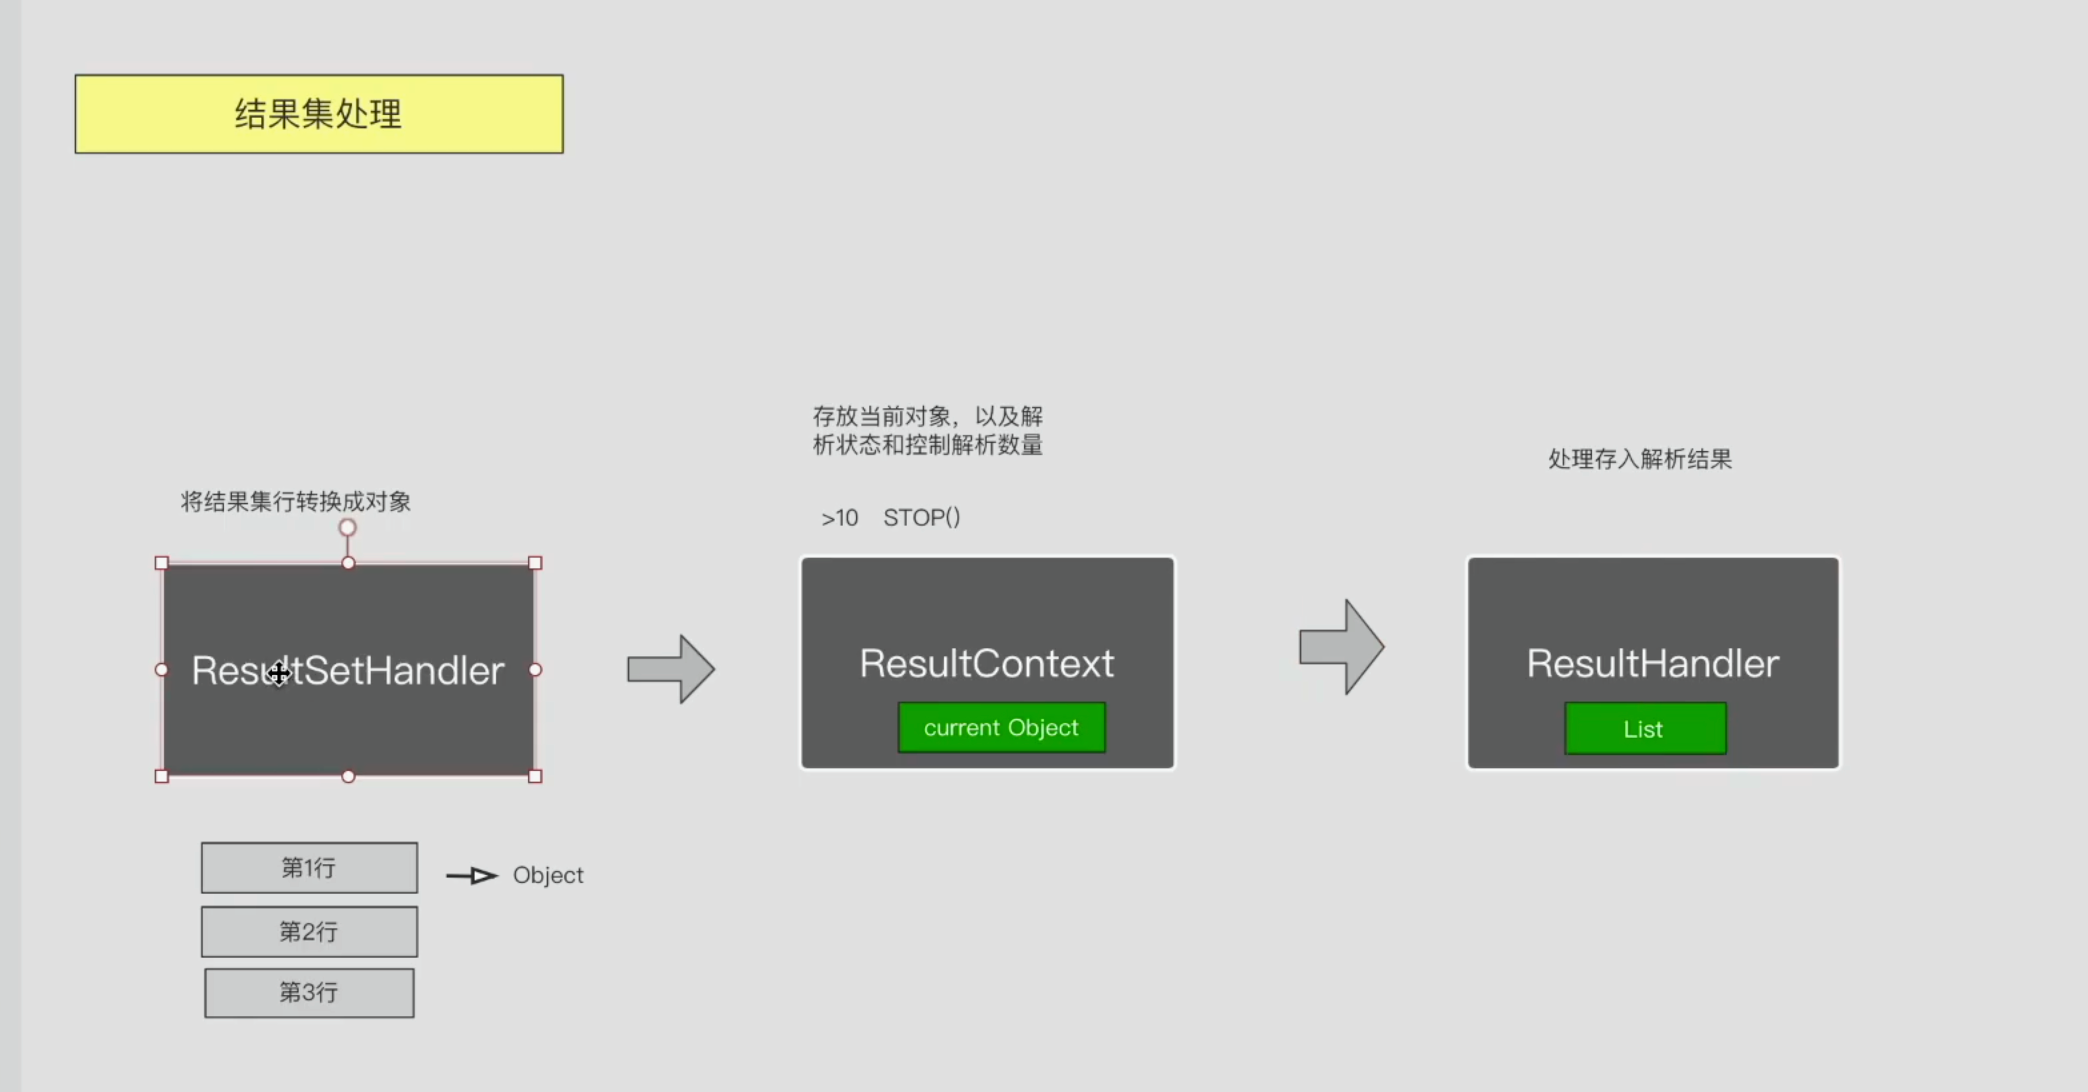 结果集处理
存放当前对象，以及解
析状态和控制解析数量
处理存入解析结果
将结果集行转换成对象
>10 STOP()
ResultSetHandler
ResultContext
current Object
ResultHandler
List
第1行
Object
第2行
第3行